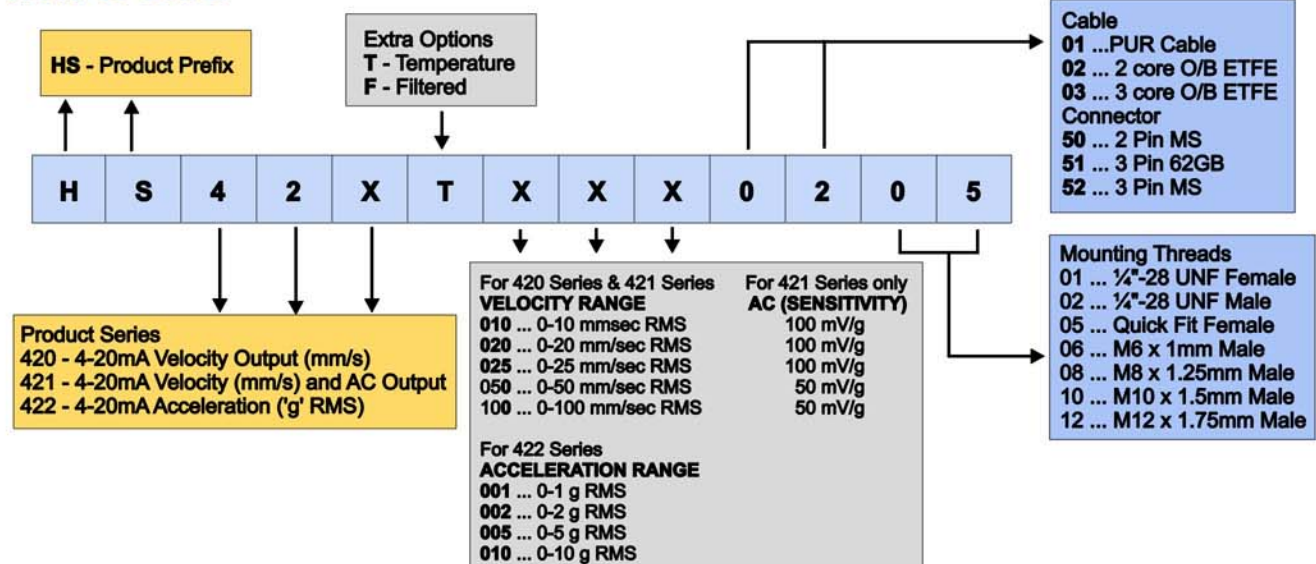 HS - Product Prefix
Extra Options
T - Temperature
F - Filtered
Cable
01 ...PUR Cable
02 ... 2 core O/B ETFE
03 ... 3 core O/B ETFE
Connector
50 ... 2 Pin MS
51 ... 3 Pin 62GB
52 ... 3 Pin MS
H S 4 2 X T X X X 0 2 0 5
Product Series
420 - 4-20mA Velocity Output (mm/s)
421 - 4-20mA Velocity (mm/s) and AC Output
422 - 4-20mA Acceleration ('g' RMS)
For 420 Series & 421 Series For 421 Series only
VELOCITY RANGE AC (SENSITIVITY)
010 ... 0-10 mmsec RMS 100 mV/g
020 ... 0-20 mm/sec RMS 100 mV/g
025 ... 0-25 mm/sec RMS 100 mV/g
050 ... 0-50 mm/sec RMS 50 mV/g
100 ... 0-100 mm/sec RMS 50 mV/g
For 422 Series
ACCELERATION RANGE
001 ... 0-1 g RMS
002 ... 0-2 g RMS
005 ... 0-5 g RMS
010 ... 0-10 g RMS
Mounting Threads
01 ... ¼"-28 UNF Female
02 ... ¼"-28 UNF Male
05 ... Quick Fit Female
06 ... M6 x 1mm Male
08 ... M8 x 1.25mm Male
10 ... M10 x 1.5mm Male
12 ... M12 x 1.75mm Male